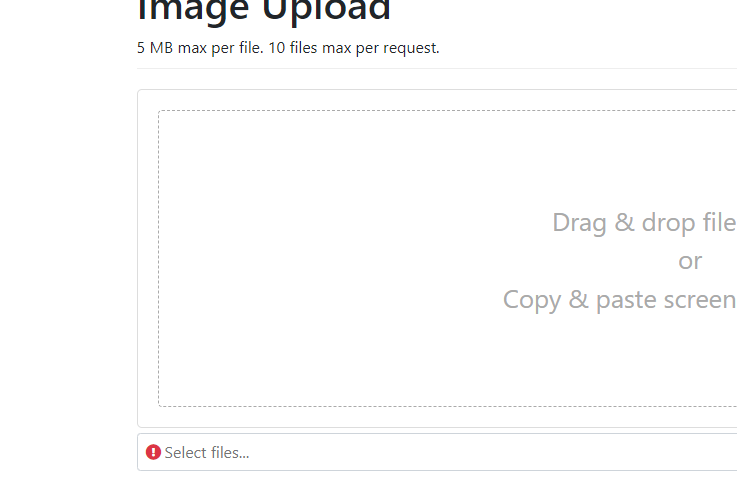 Image Upload
5 MB max per file. 10 files max per request.
Drag & drop file
or
Copy & paste screen
Select files...